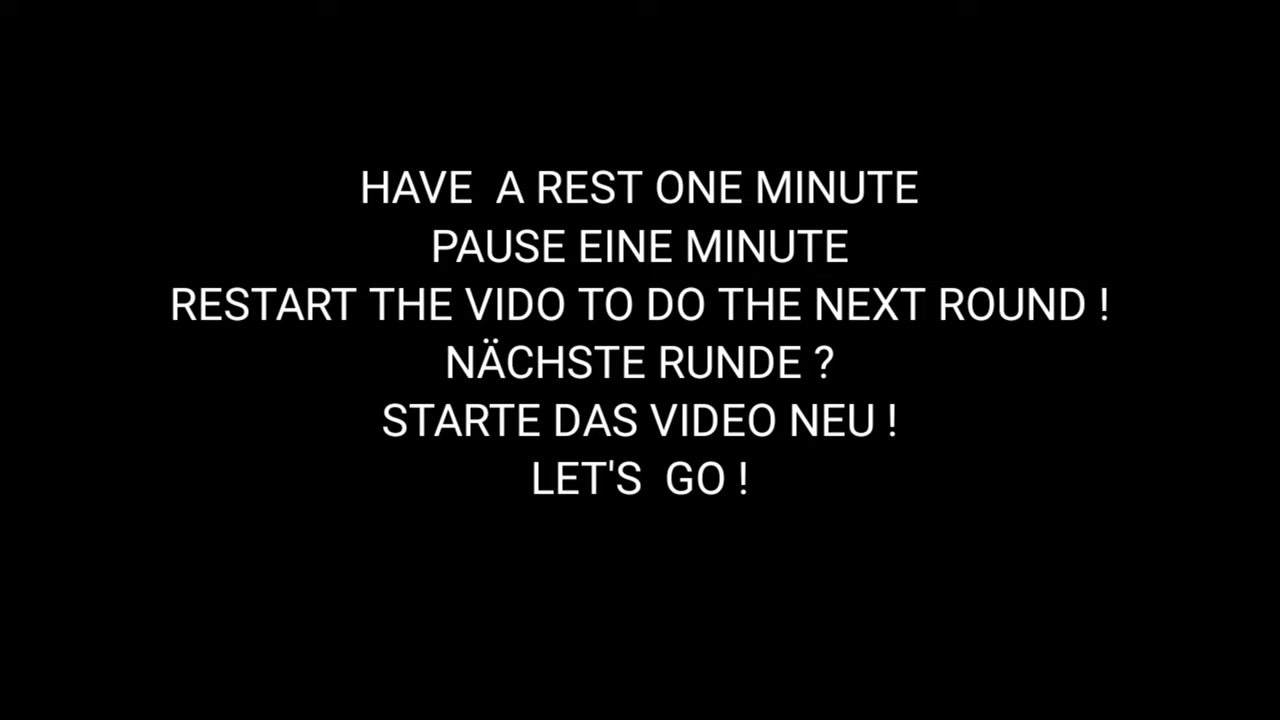 HAVE  A REST ONE MINUTE
PAUSE EINE MINUTE
RESTART THE VIDO TO DO THE NEXT ROUND !
NÄCHSTE RUNDE ?
STARTE DAS VIDEO NEU !
LET'S  GO !